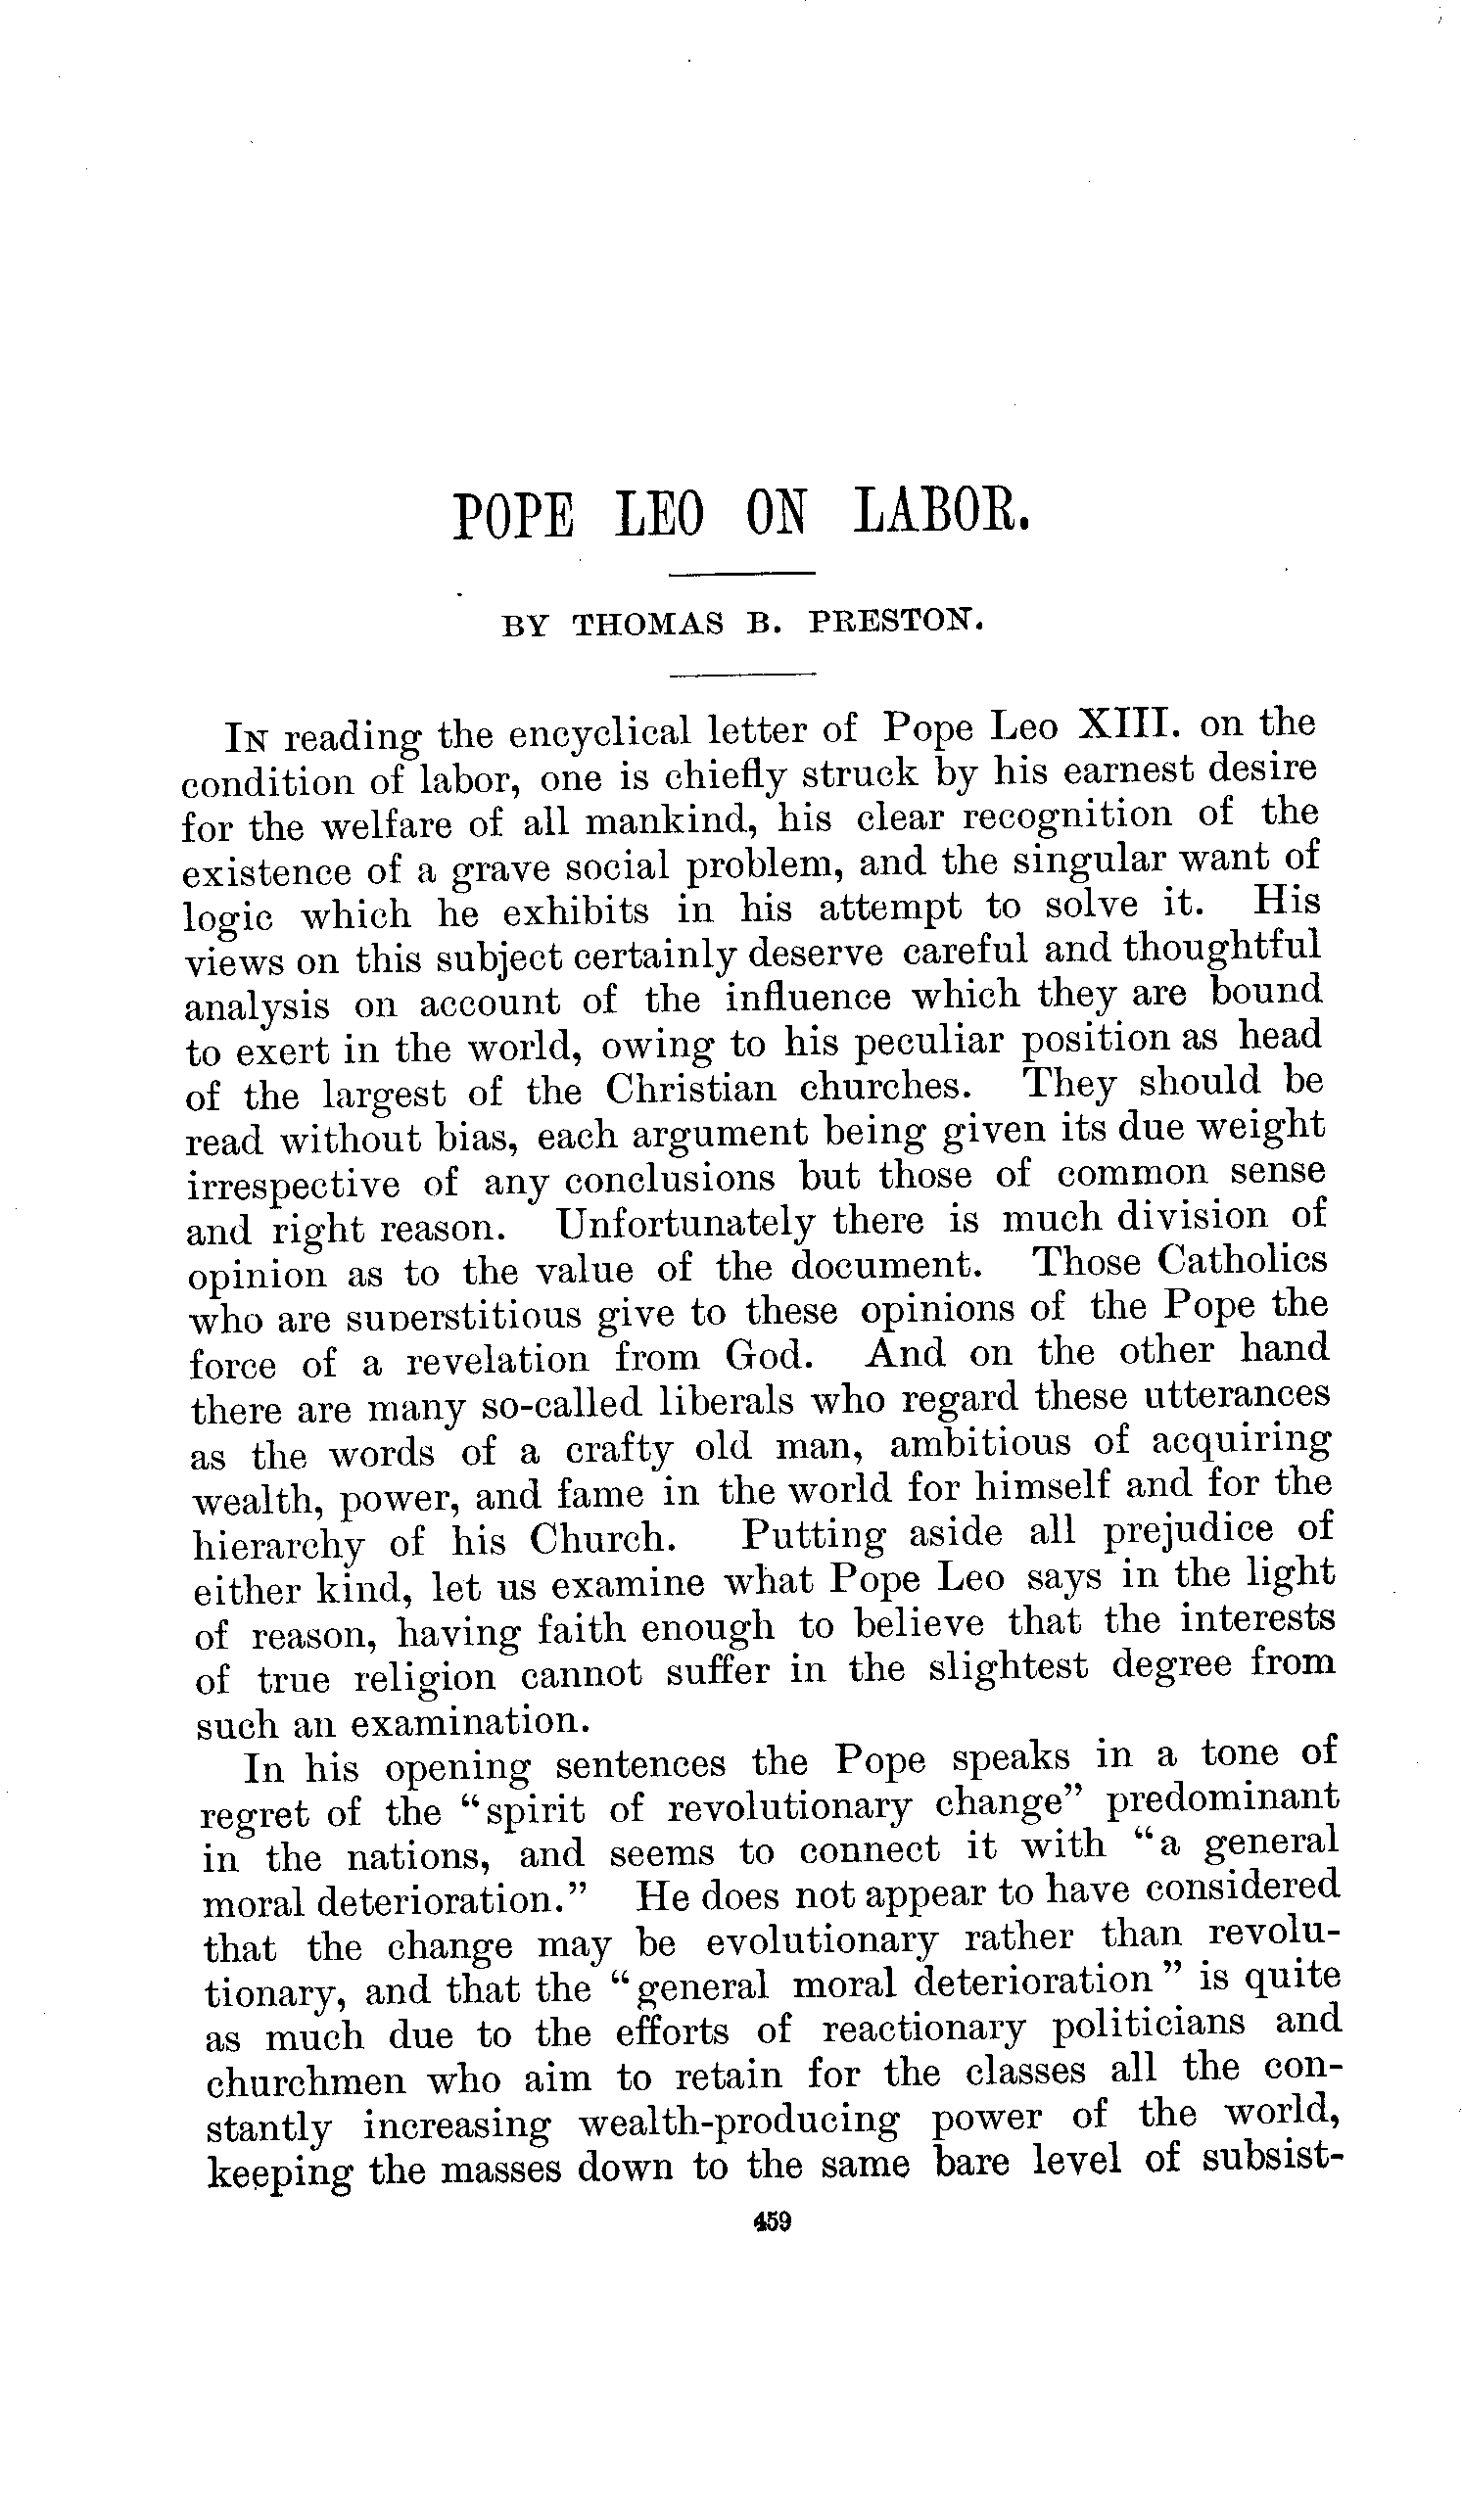 POPE LEO ON LABOR.
BY THOMAS B. PRESTON.
IN reading the encyclical letter of Pope Leo XIII. on the
condition of labor, one is chiefly struck by his earnest desire
for the welfare of all mankind, his clear recognition of the
existence of a grave social problem, and the singular want of
logic which he exhibits in his attempt to solve it. His
views on this subject certainly deserve careful and thoughtful
analysis on account of the influence which they are bound
to exert in the world, owing to his peculiar position as head
of the largest of the Christian churches. They should be
read without bias, each argument being given its due weight
irrespective of any conclusions but those of common sense
and right reason. Unfortunately there is much division of
opinion as to the value of the document. Those Catholics
who are superstitious give to these opinions of the Pope the
force of a revelation from God. And on the other hand
there are many so-called liberals who regard these utterances
as the words of a crafty old man, ambitious of acquiring
wealth, power, and fame in the world for himself and for the
hierarchy of his Church. Putting aside all prejudice of
either kind, let us examine what Pope Leo says in the light
of reason, having faith enough to believe that the interests
of true religion cannot suffer in the slightest degree from
such an examination.
In his opening sentences the Pope speaks in a tone of
regret of the “spirit of revolutionary change” predominant
in the nations, and seems to connect it with “a general
moral deterioration.” He does not appear to have considered
that the change may be evolutionary rather than revolu-
tionary, and that the “general moral deterioration” is quite
as much due to the efforts of reactionary politicians and
churchmen who aim to retain for the classes all the con-
stantly increasing wealth-producing power of the world,
keeping the masses down to the same bare level of subsist-
459